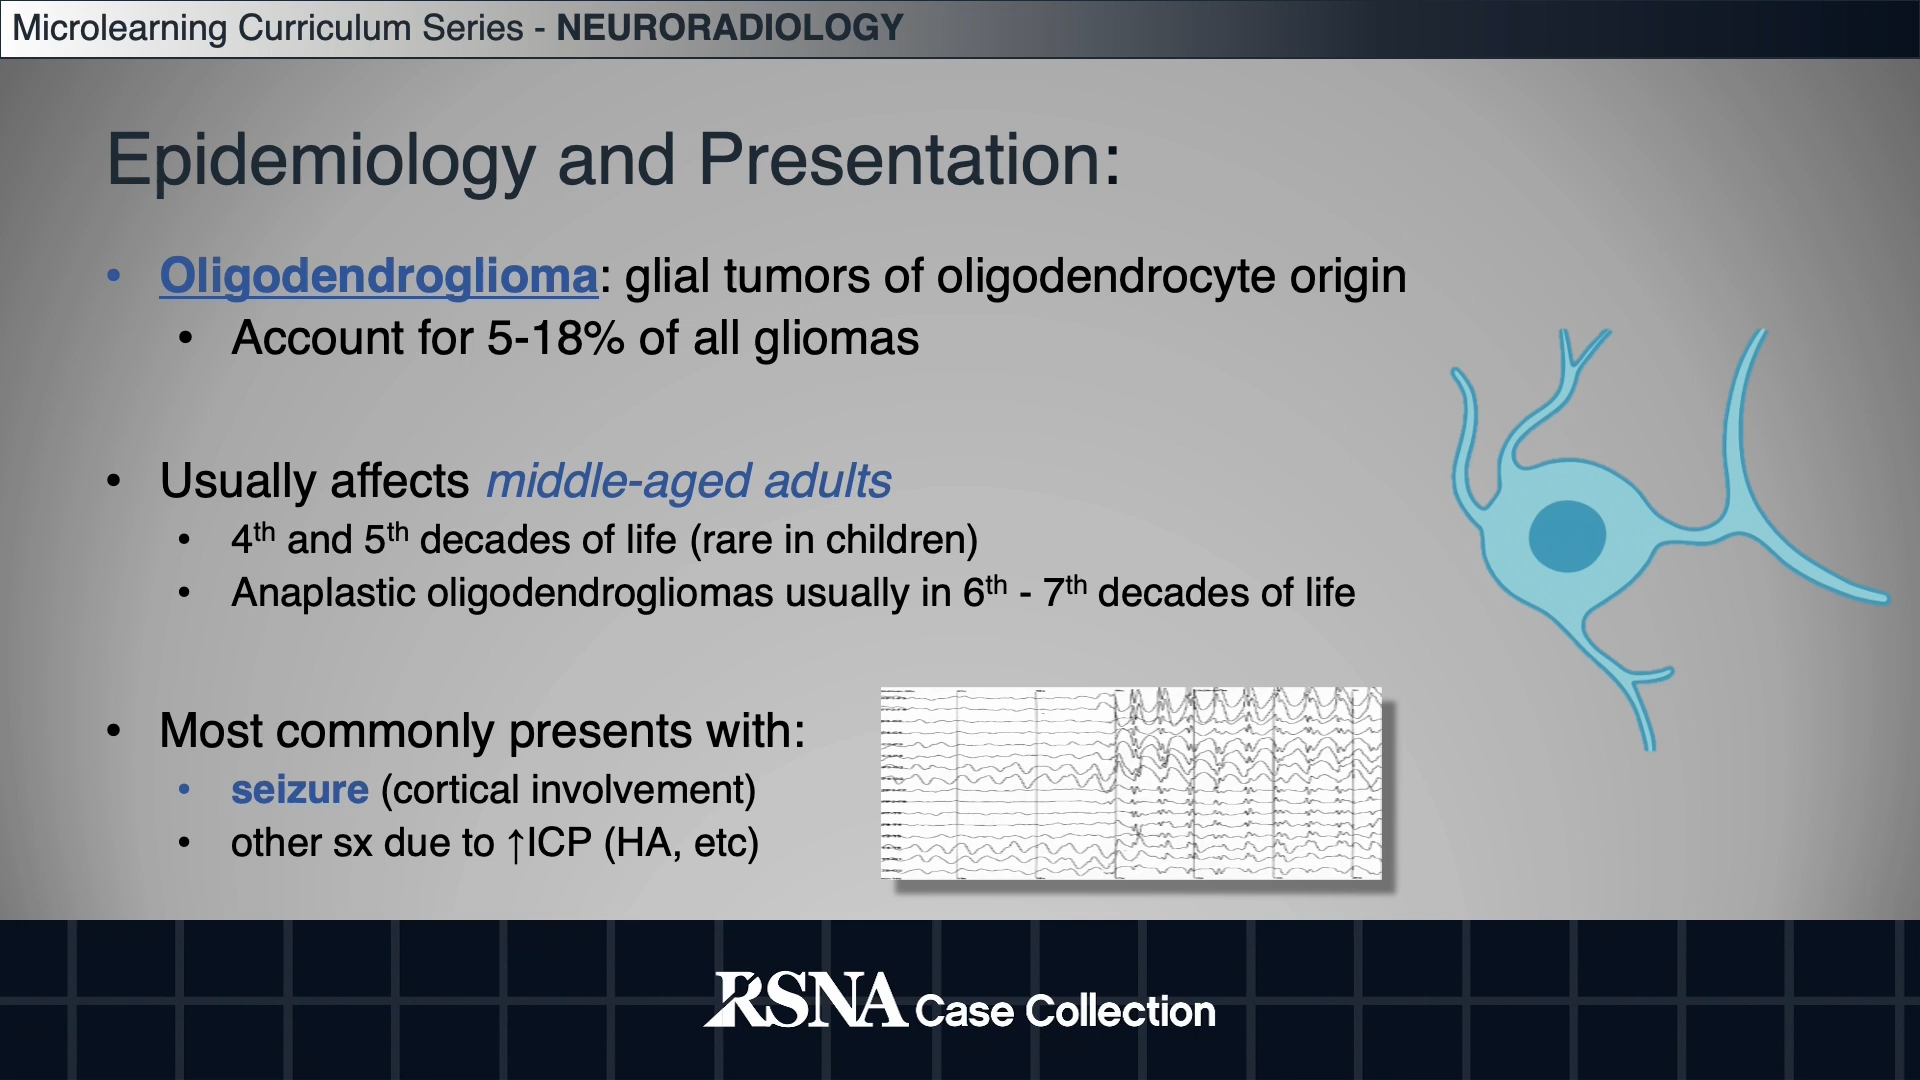 Microlearning Curriculum Series - NEURORADIOLOGY
Epidemiology and Presentation:
• Oligodendroglioma: glial tumors of oligodendrocyte origin
• Account for 5-18% of all gliomas
• Usually affects middle-aged adults
• 4th and 5th decades of life (rare in children)
• Anaplastic oligodendrogliomas usually in 6th - 7th decades of life
• Most commonly presents with:
• seizure (cortical involvement)
• other sx due to ↑ICP (HA, etc)
RSNA Case Collection